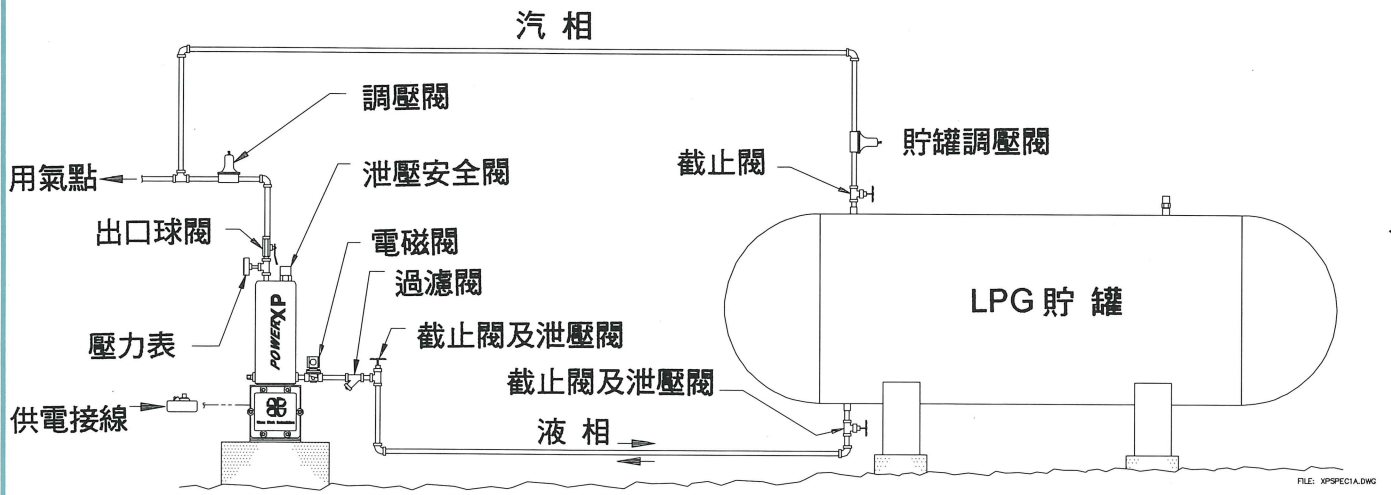 汽 相
調壓閥
貯罐調壓閥
截止閥
用氣點
泄壓安全閥
出口球閥
電磁閥
過濾閥
POWER XP
LPG 貯 罐
壓力表
截止閥及泄壓閥
截止閥及泄壓閥
供電接線
液 相
FILE: XPSPEC1A.DWG